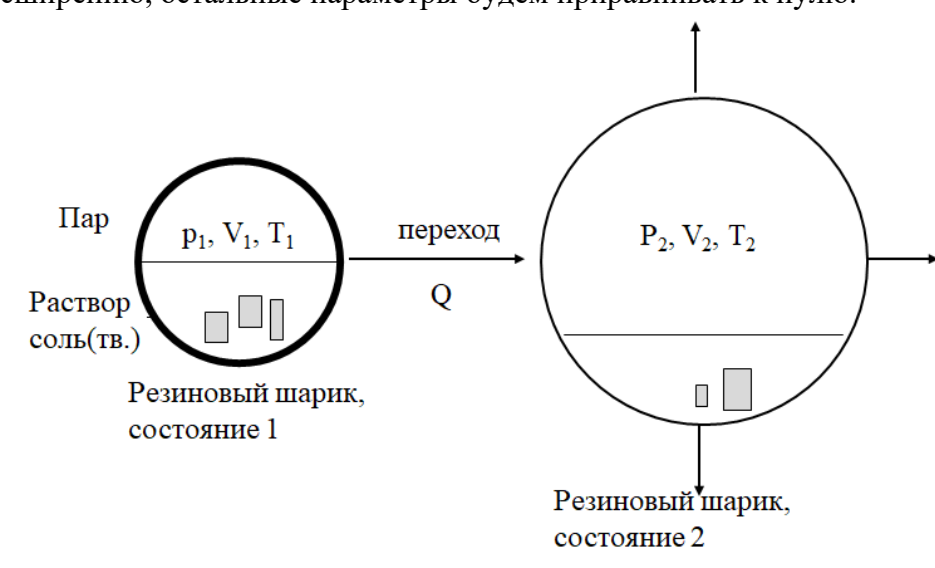 остальные параметры будем приравнивать к нулю.
Пар
p₁, V₁, T₁
переход
Q
P₂, V₂, T₂
Раствор
соль(тв.)
Резиновый шарик,
состояние 1
Резиновый шарик,
состояние 2